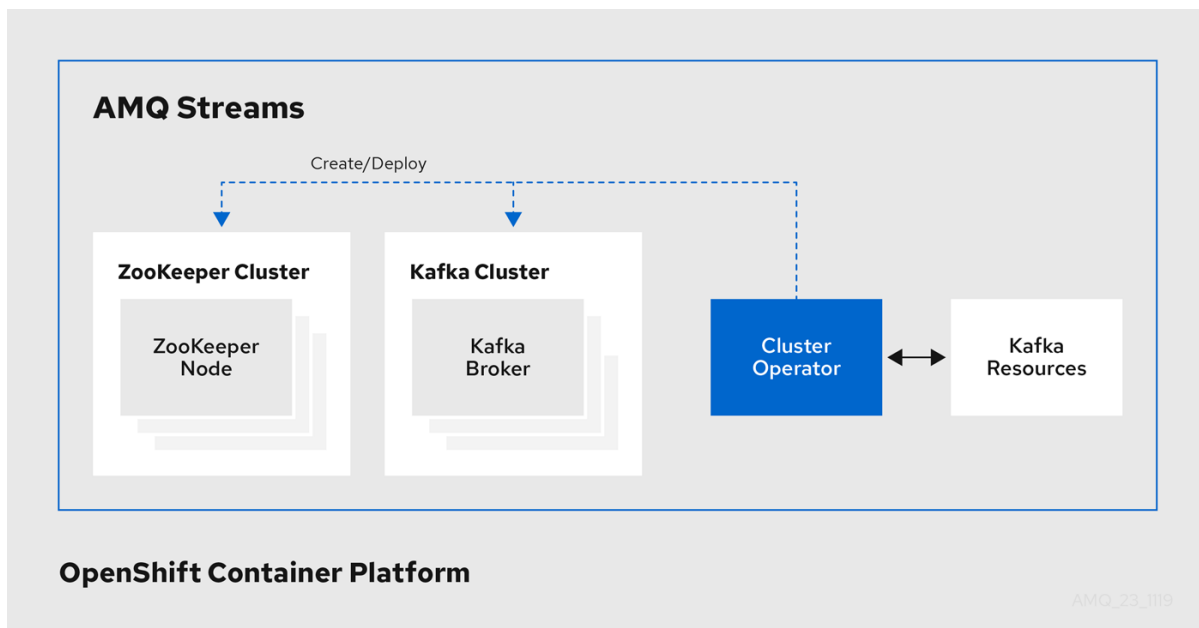 AMQ Streams
Create/Deploy
ZooKeeper Cluster
ZooKeeper
Node
Kafka Cluster
Kafka
Broker
Cluster
Operator
Kafka
Resources
OpenShift Container Platform
AMQ_23_1119